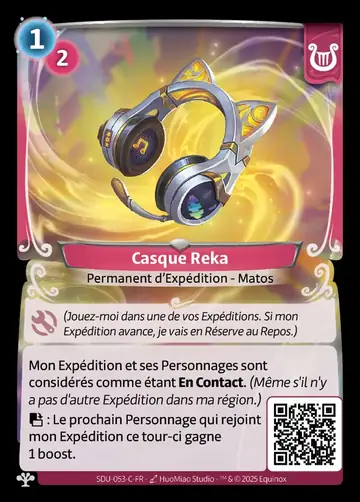 1
2
Casque Reka
Permanent d'Expédition - Matos
(Jouez-moi dans une de vos Expéditions. Si mon
Expédition avance, je vais en Réserve au Repos.)
Mon Expédition et ses Personnages sont
considérés comme étant En Contact. (Même s'il n'y
a pas d'autre Expédition dans ma région.)
: Le prochain Personnage qui rejoint
mon Expédition ce tour-ci gagne
1 boost.
SDU-053-C-FR - HuoMiao Studio - ™ & © 2025 Equinox